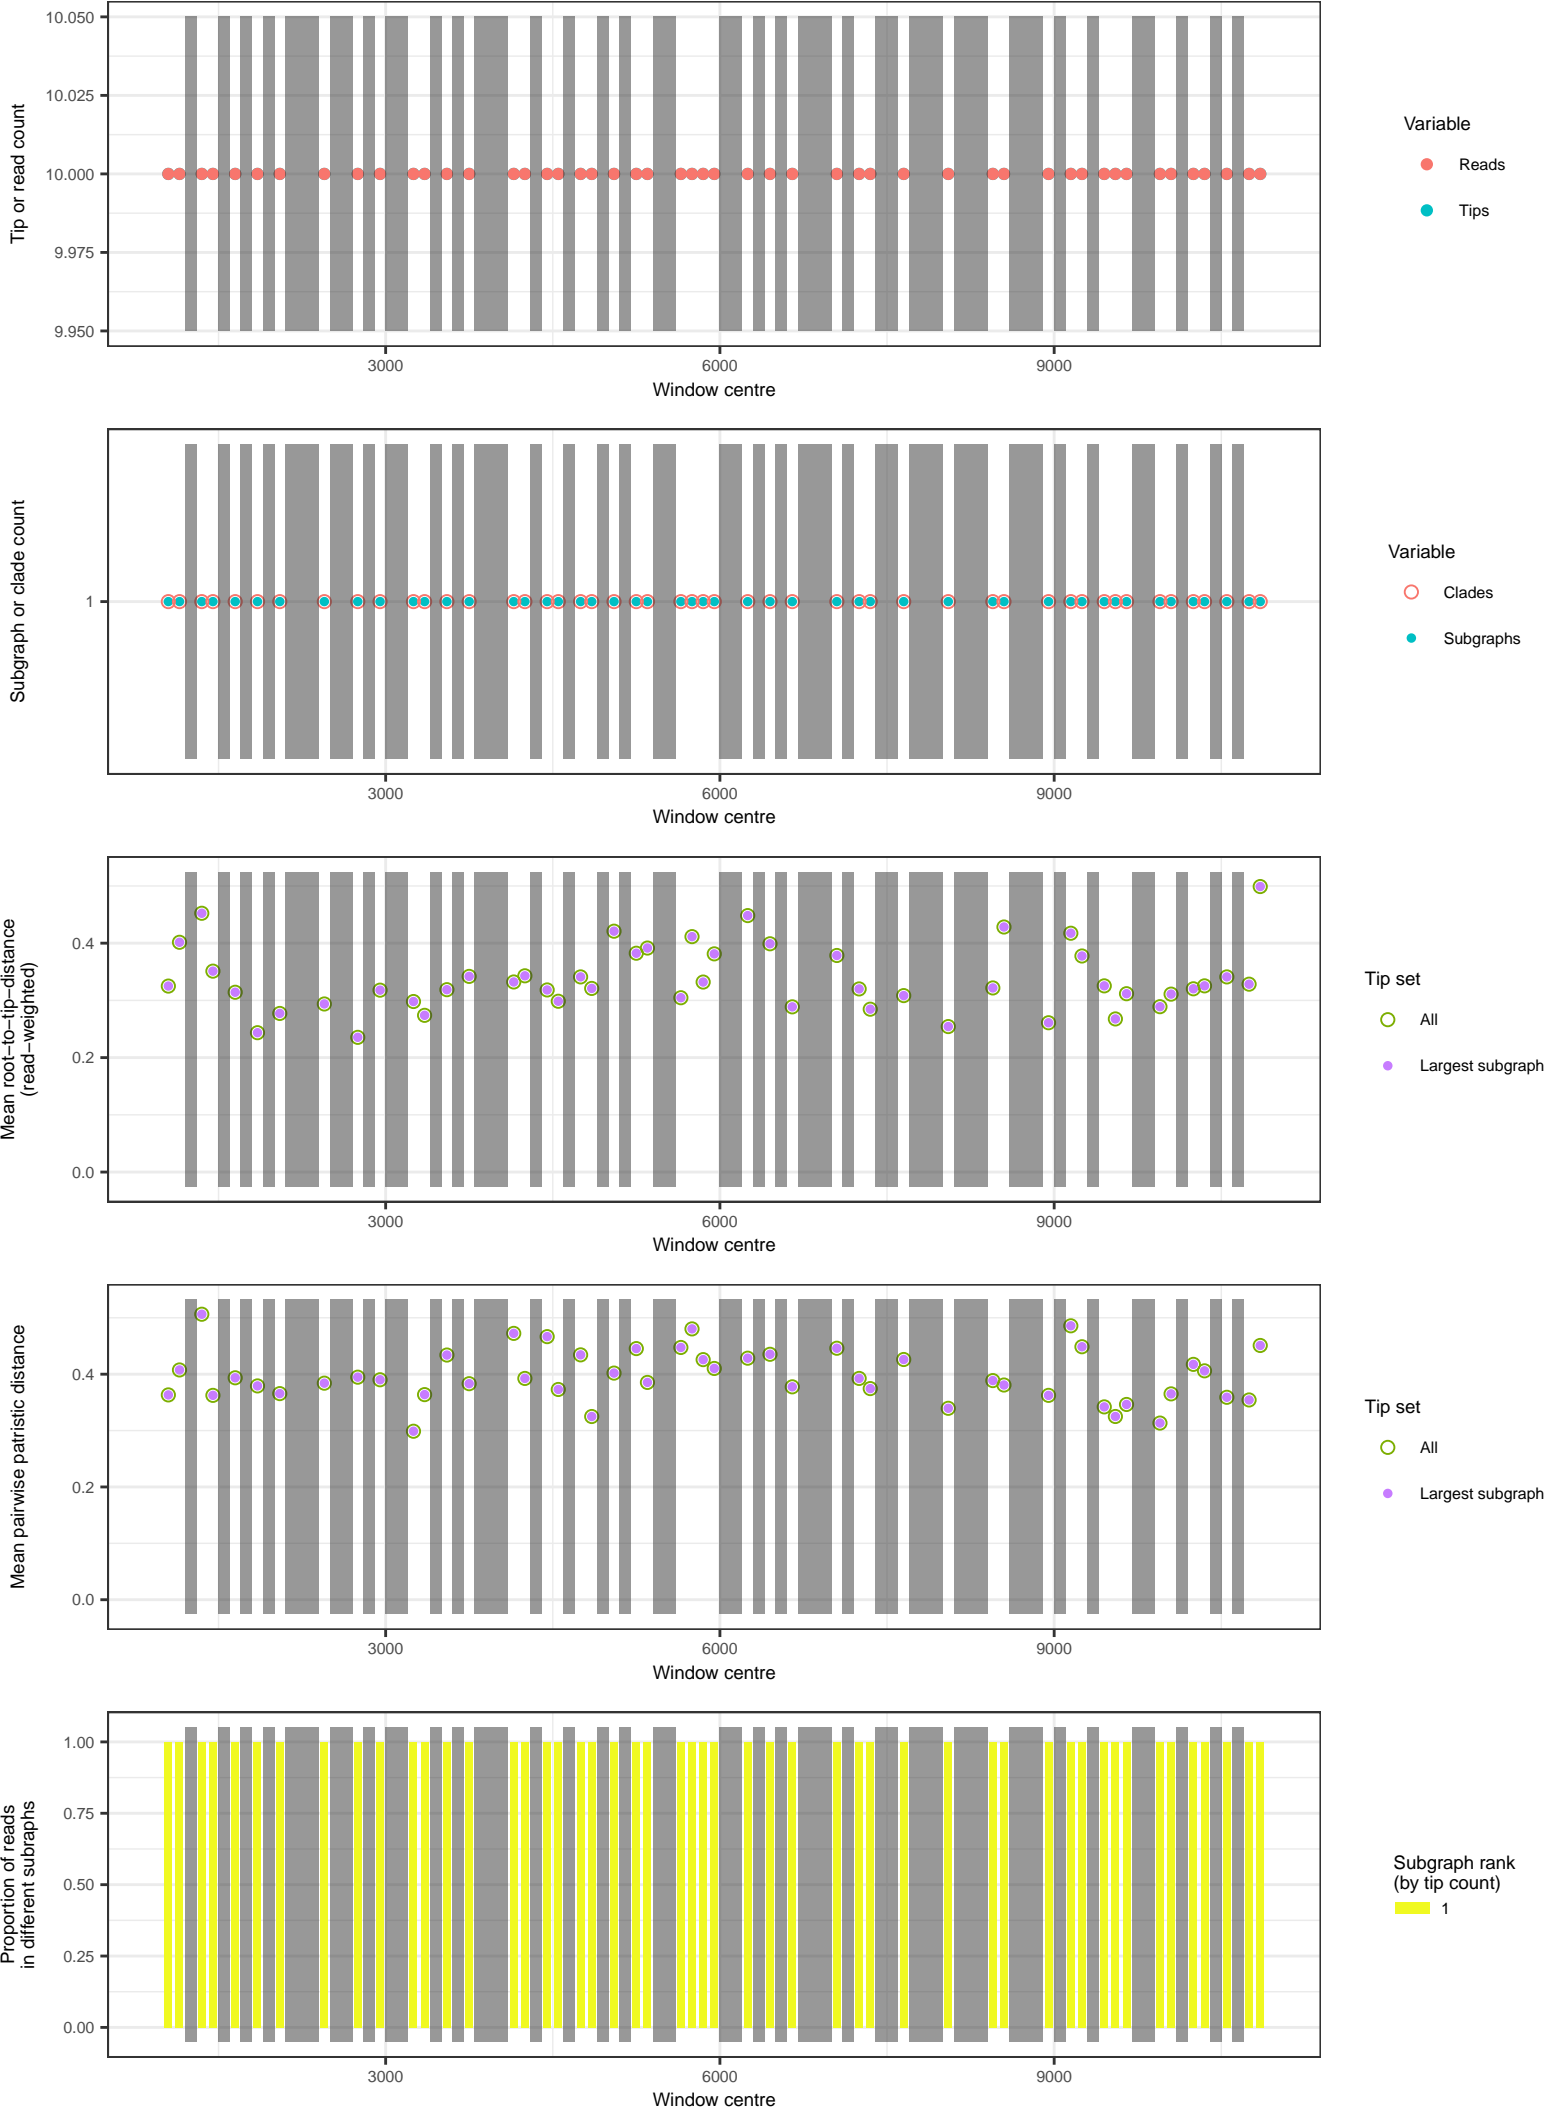 10.050
10.025
10.000
9.975
9.950
Tip or read count
3000 6000 9000
Window centre
Variable
Reads
Tips
1
Subgraph or clade count
3000 6000 9000
Window centre
Variable
Clades
Subgraphs
0.4
0.2
0.0
Mean root−to−tip−distance
(read−weighted)
3000 6000 9000
Window centre
Tip set
All
Largest subgraph
0.4
0.2
0.0
Mean pairwise patristic distance
3000 6000 9000
Window centre
Tip set
All
Largest subgraph
1.00
0.75
0.50
0.25
0.00
Proportion of reads
in different subraphs
3000 6000 9000
Window centre
Subgraph rank
(by tip count)
1